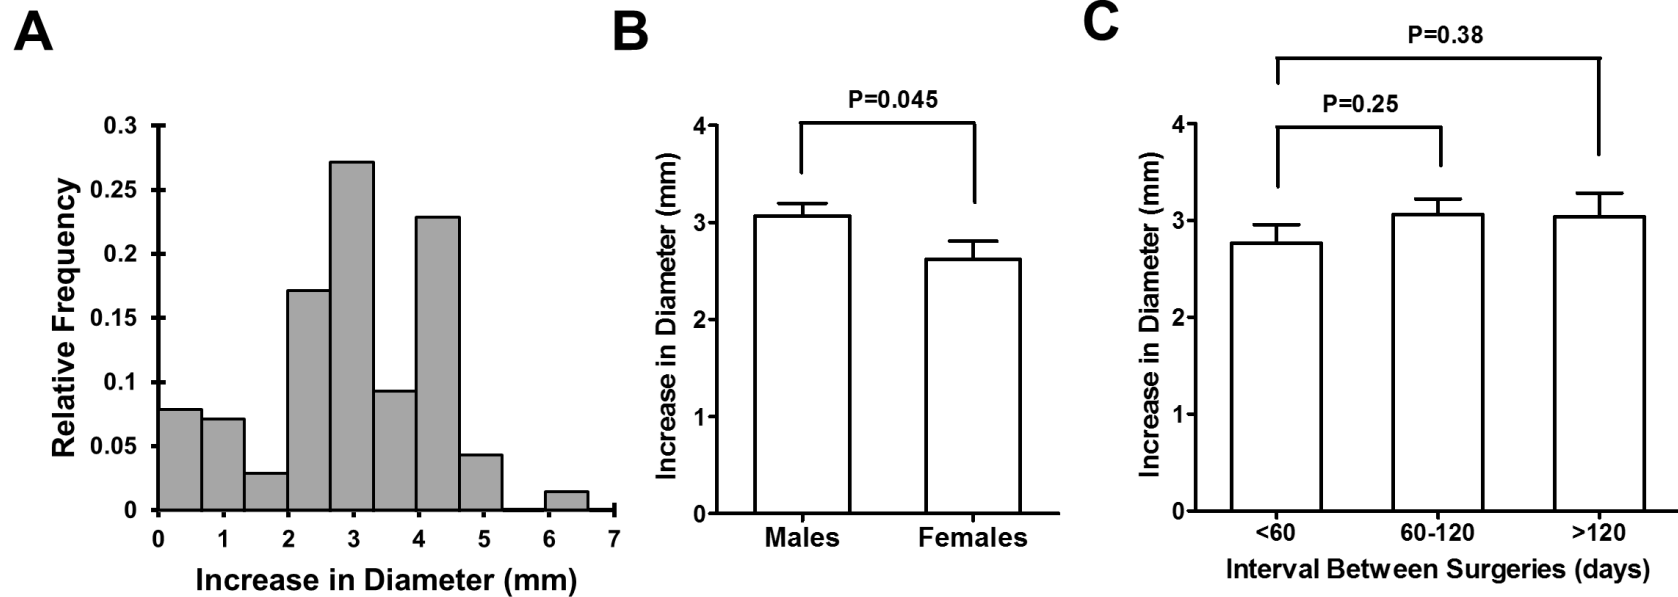 A
Relative Frequency
0.3
0.25
0.2
0.15
0.1
0.05
0
0 1 2 3 4 5 6 7
Increase in Diameter (mm)
B
P=0.045
Increase in Diameter (mm)
4
3
2
1
0
Males Females
C
P=0.38
P=0.25
Increase in Diameter (mm)
4
3
2
1
0
<60 60-120 >120
Interval Between Surgeries (days)